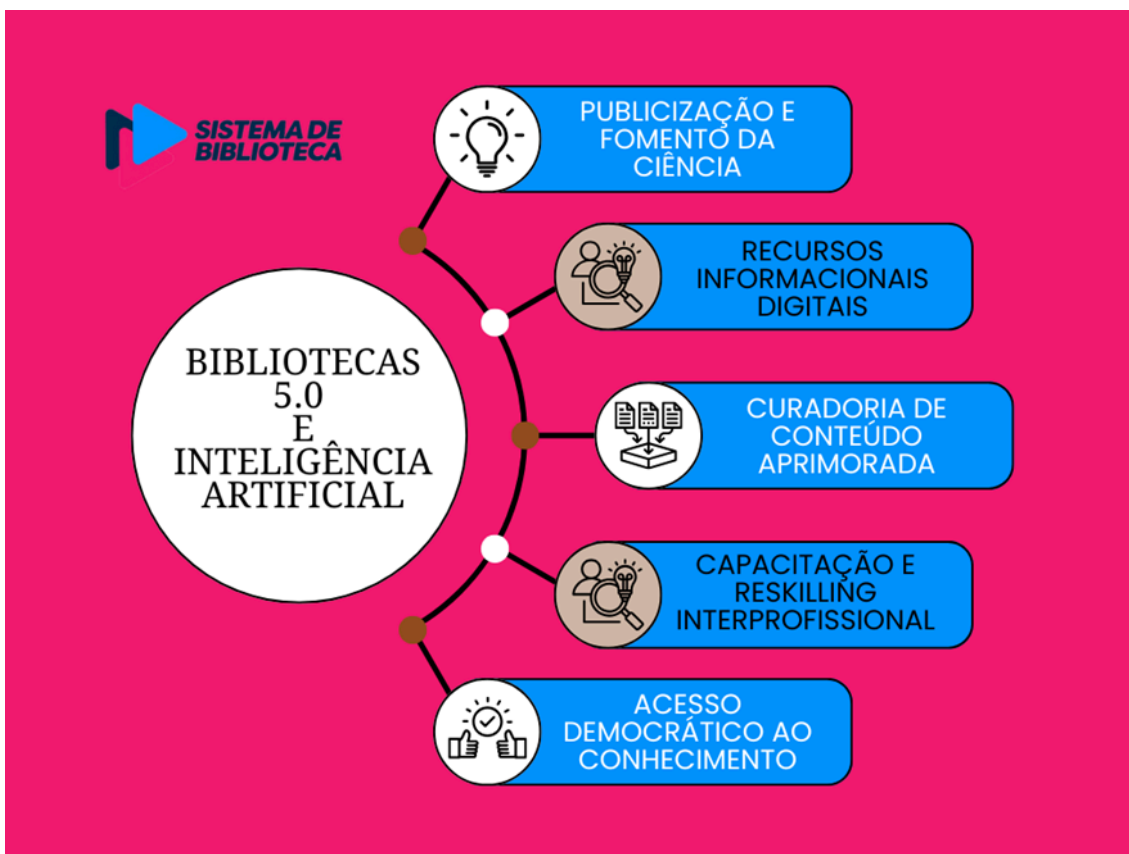 SISTEMA DE
BIBLIOTECA
PUBLICIZAÇÃO E
FOMENTO DA
CIÊNCIA
RECURSOS
INFORMACIONAIS
DIGITAIS
BIBLIOTECAS
5.0
E
INTELIGÊNCIA
ARTIFICIAL
CURADORIA DE
CONTEÚDO
APRIMORADA
CAPACITAÇÃO E
RESKILLING
INTERPROFISSIONAL
ACESSO
DEMOCRÁTICO AO
CONHECIMENTO